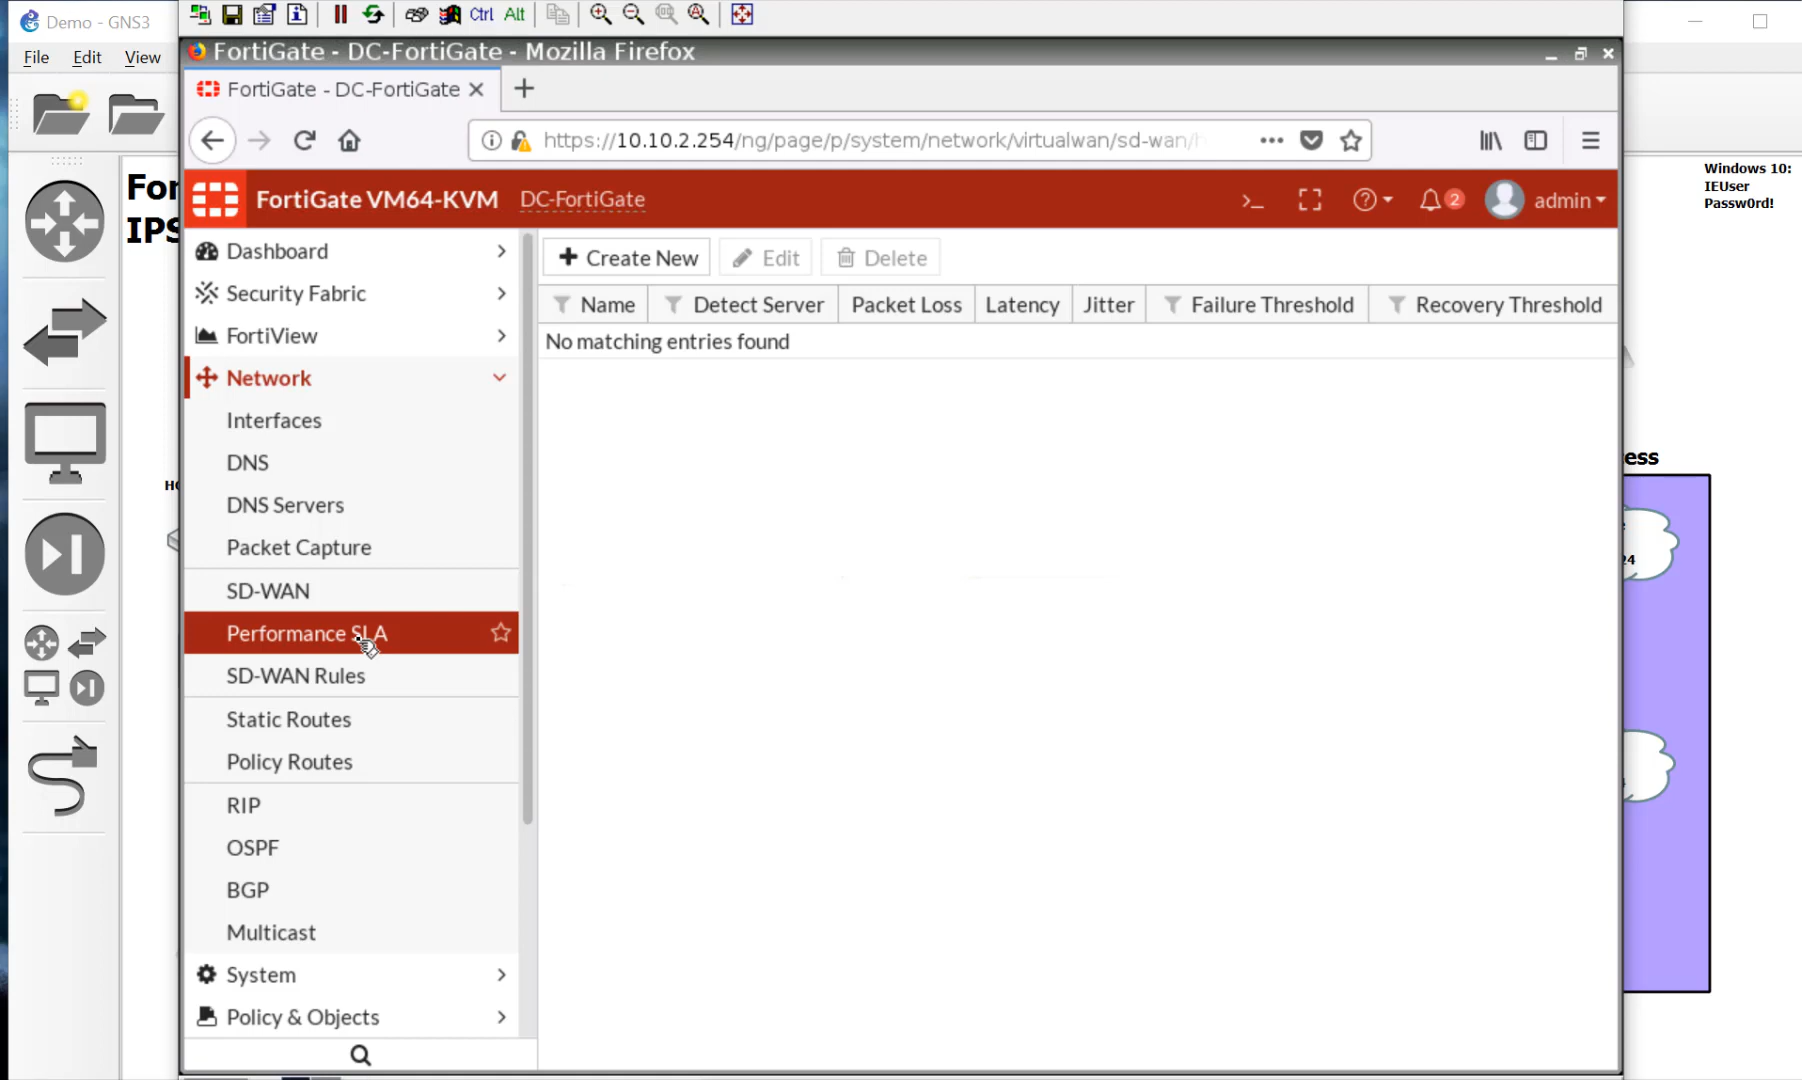 Demo - GNS3
File Edit View
Ctrl Alt
FortiGate - DC-FortiGate - Mozilla Firefox
FortiGate - DC-FortiGate
https://10.10.2.254/ng/page/p/system/network/virtualwan/sd-wan/
FortiGate VM64-KVM DC-FortiGate
2
admin
Windows 10:
IEUser
Passw0rd!
For
IPS
Dashboard
Security Fabric
FortiView
Network
Interfaces
DNS
DNS Servers
Packet Capture
SD-WAN
Performance SLA
SD-WAN Rules
Static Routes
Policy Routes
RIP
OSPF
BGP
Multicast
System
Policy & Objects
Create New Edit Delete
Name Detect Server Packet Loss Latency Jitter Failure Threshold Recovery Threshold
No matching entries found
ess
24